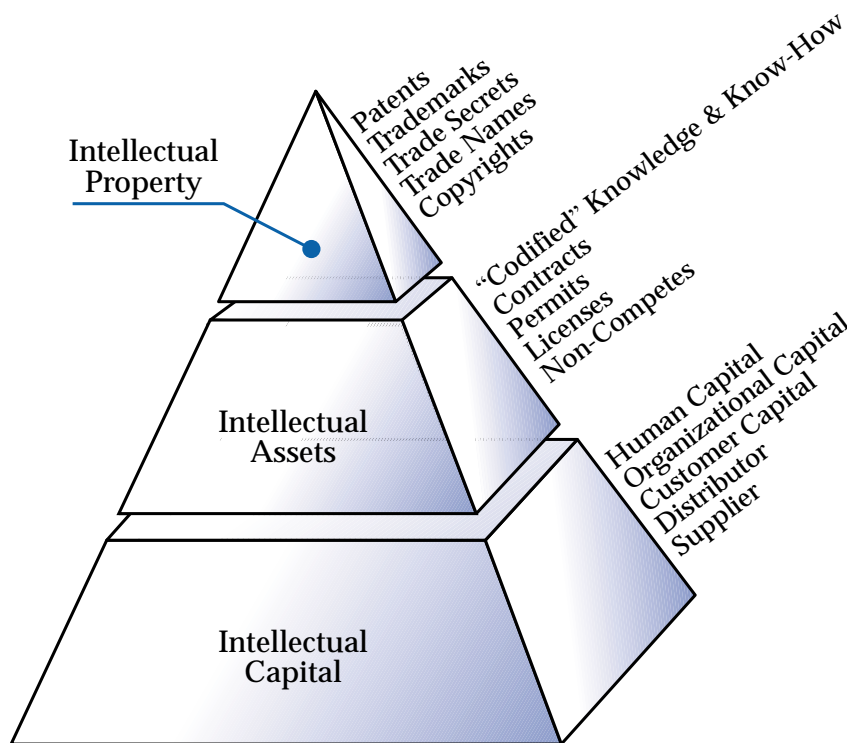 Intellectual
Property
Patents
Trademarks
Trade Secrets
Trade Names
Copyrights
Intellectual
Assets
“Codified” Knowledge & Know-How
Contracts
Permits
Licenses
Non-Competes
Intellectual
Capital
Human Capital
Organizational Capital
Customer Capital
Distributor
Supplier